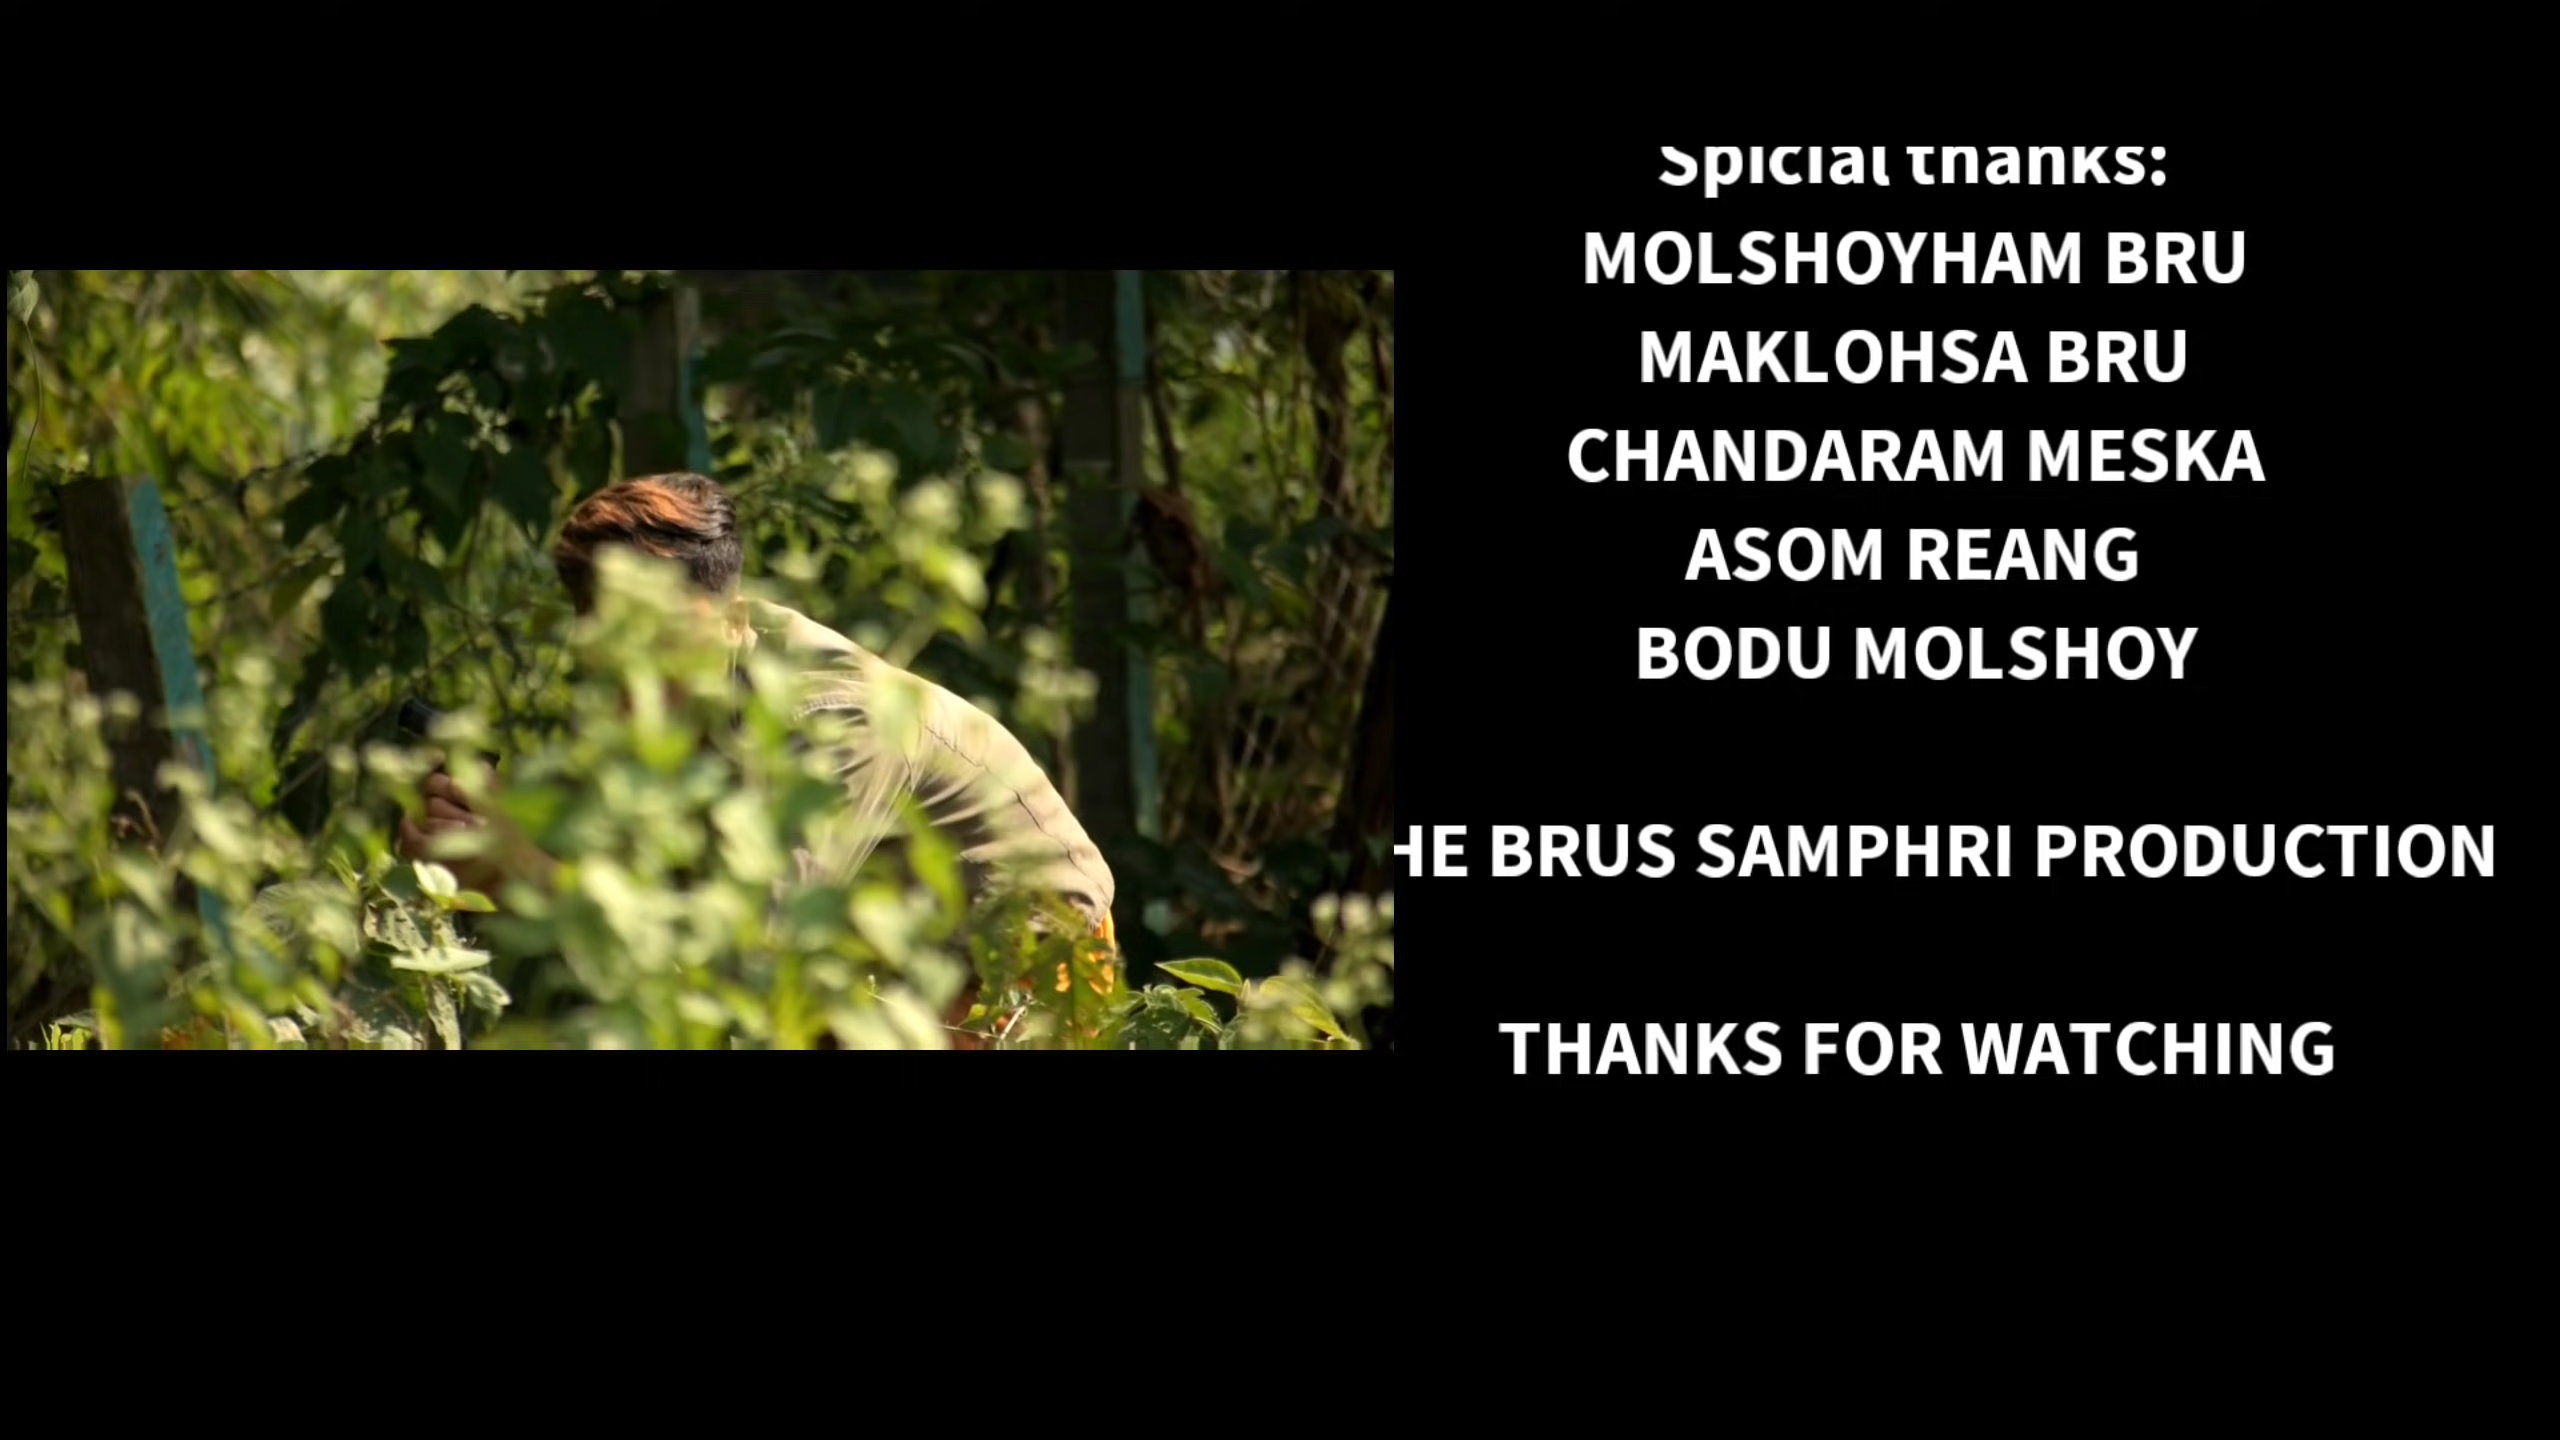 Spicial thanks:
MOLSHOYHAM BRU
MAKLOHSA BRU
CHANDARAM MESKA
ASOM REANG
BODU MOLSHOY
HE BRUS SAMPHRI PRODUCTION
THANKS FOR WATCHING